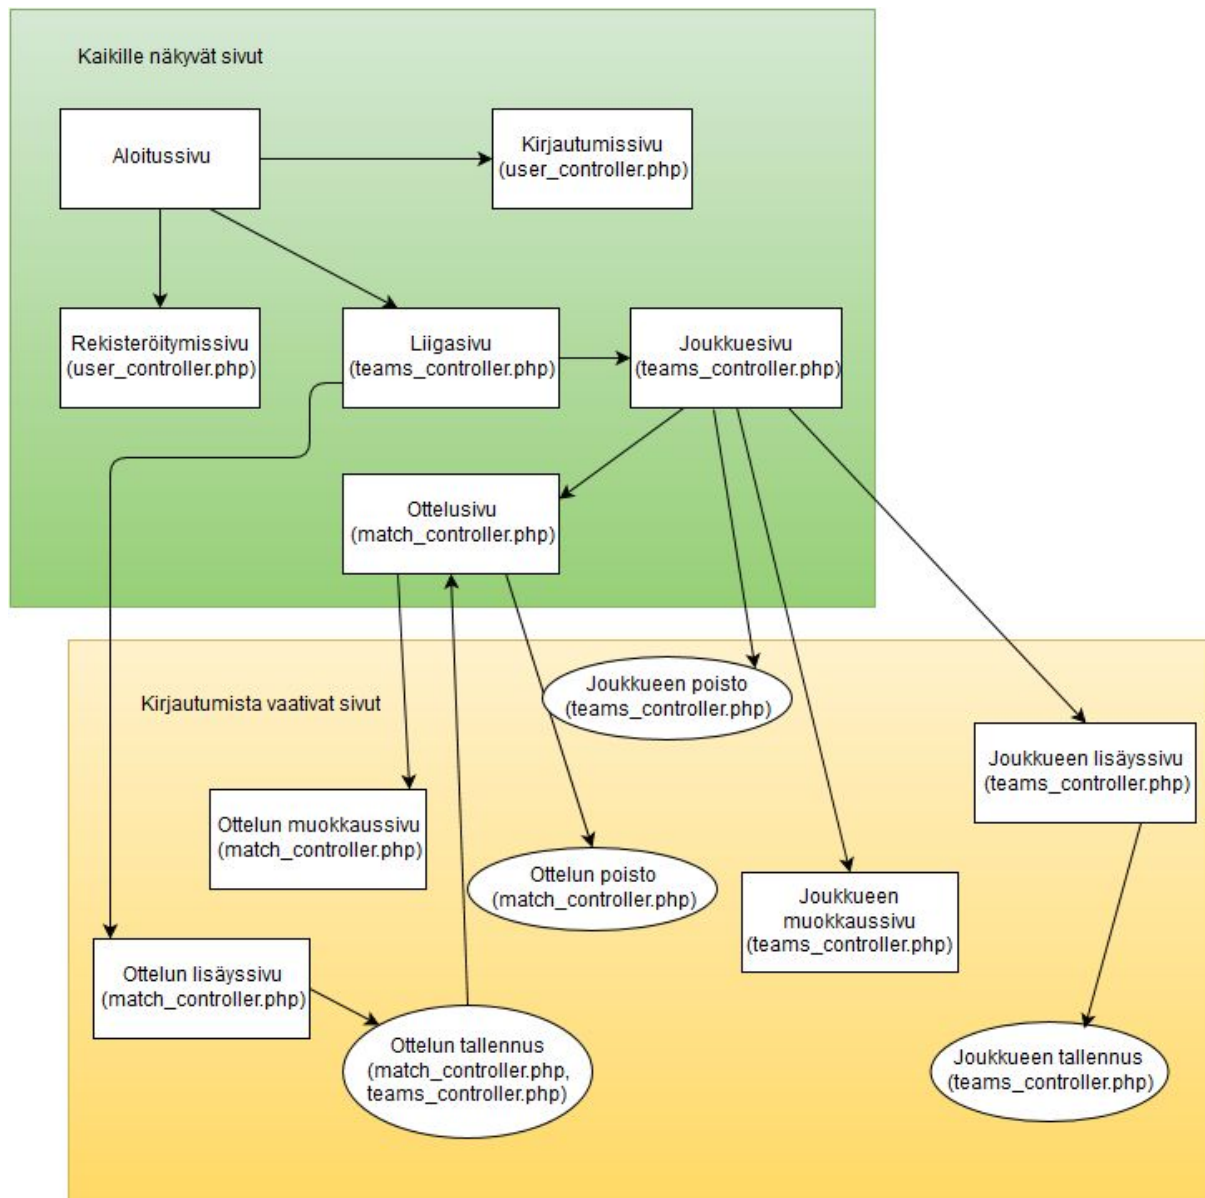 Kaikille näkyvät sivut
Aloitussivu
Kirjautumissivu
(user_controller.php)
Rekisteröitymissivu
(user_controller.php)
Liigasivu
(teams_controller.php)
Joukkuesivu
(teams_controller.php)
Ottelusivu
(match_controller.php)
Kirjautumista vaativat sivut
Joukkueen poisto
(teams_controller.php)
Joukkueen lisäyssivu
(teams_controller.php)
Ottelun muokkaussivu
(match_controller.php)
Ottelun poisto
(match_controller.php)
Joukkueen
muokkaussivu
(teams_controller.php)
Ottelun lisäyssivu
(match_controller.php)
Ottelun tallennus
(match_controller.php,
teams_controller.php)
Joukkueen tallennus
(teams_controller.php)